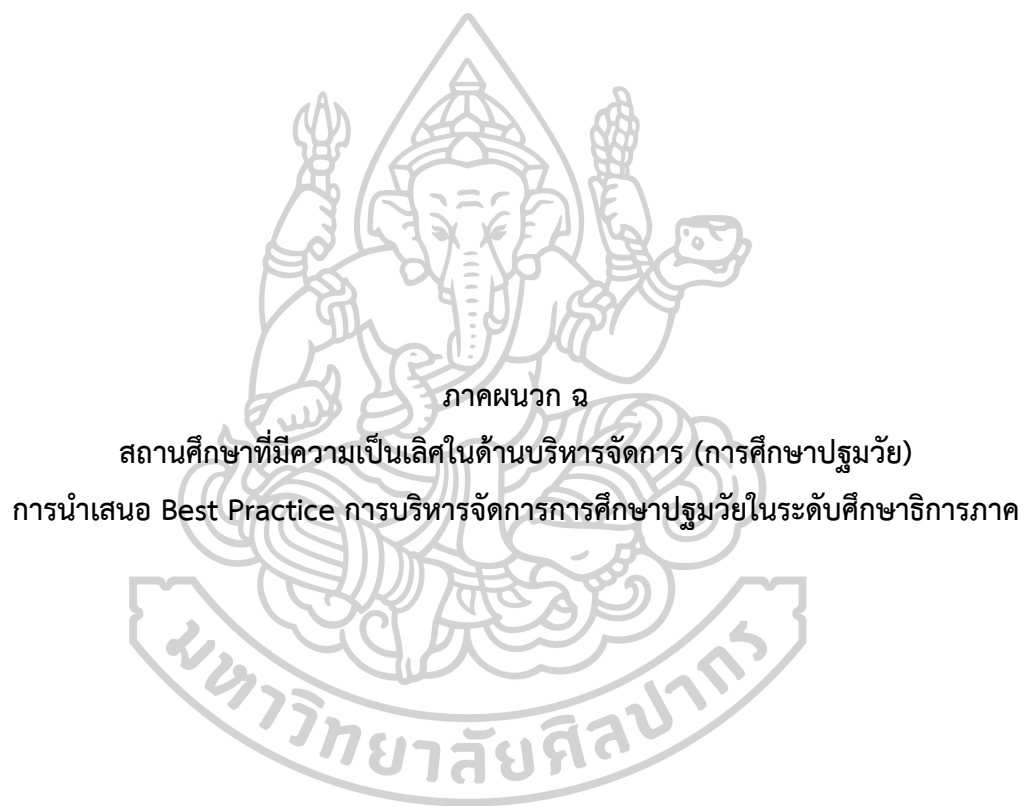 ภาคผนวก ฉ
สถานศึกษาที่มีความเป็นเลิศในด้านบริหารจัดการ (การศึกษาปฐมวัย)
การนำเสนอ Best Practice การบริหารจัดการการศึกษาปฐมวัยในระดับศึกษาธิการภาค
มหาวิทยาลัยศิลปากร